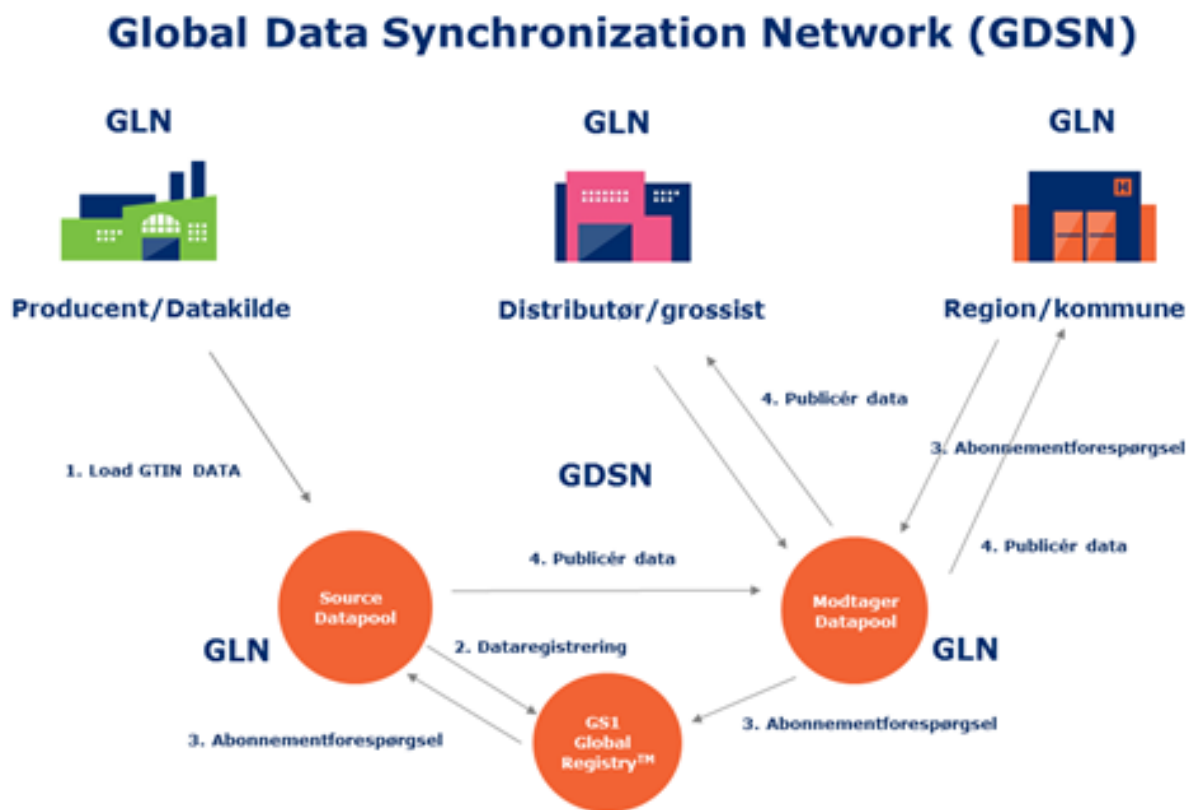 Global Data Synchronization Network (GDSN)
GLN
GLN
GLN
H
Producent/Datakilde
Distributør/grossist
Region/kommune
4. Publicér data
3. Abonnementforespørgsel
1. Load GTIN DATA
GDSN
4. Publicér data
4. Publicér data
Source
Datapool
Modtager
Datapool
GLN
2. Dataregistrering
GLN
3. Abonnementforespørgsel
GS1
Global
Registry™
3. Abonnementforespørgsel